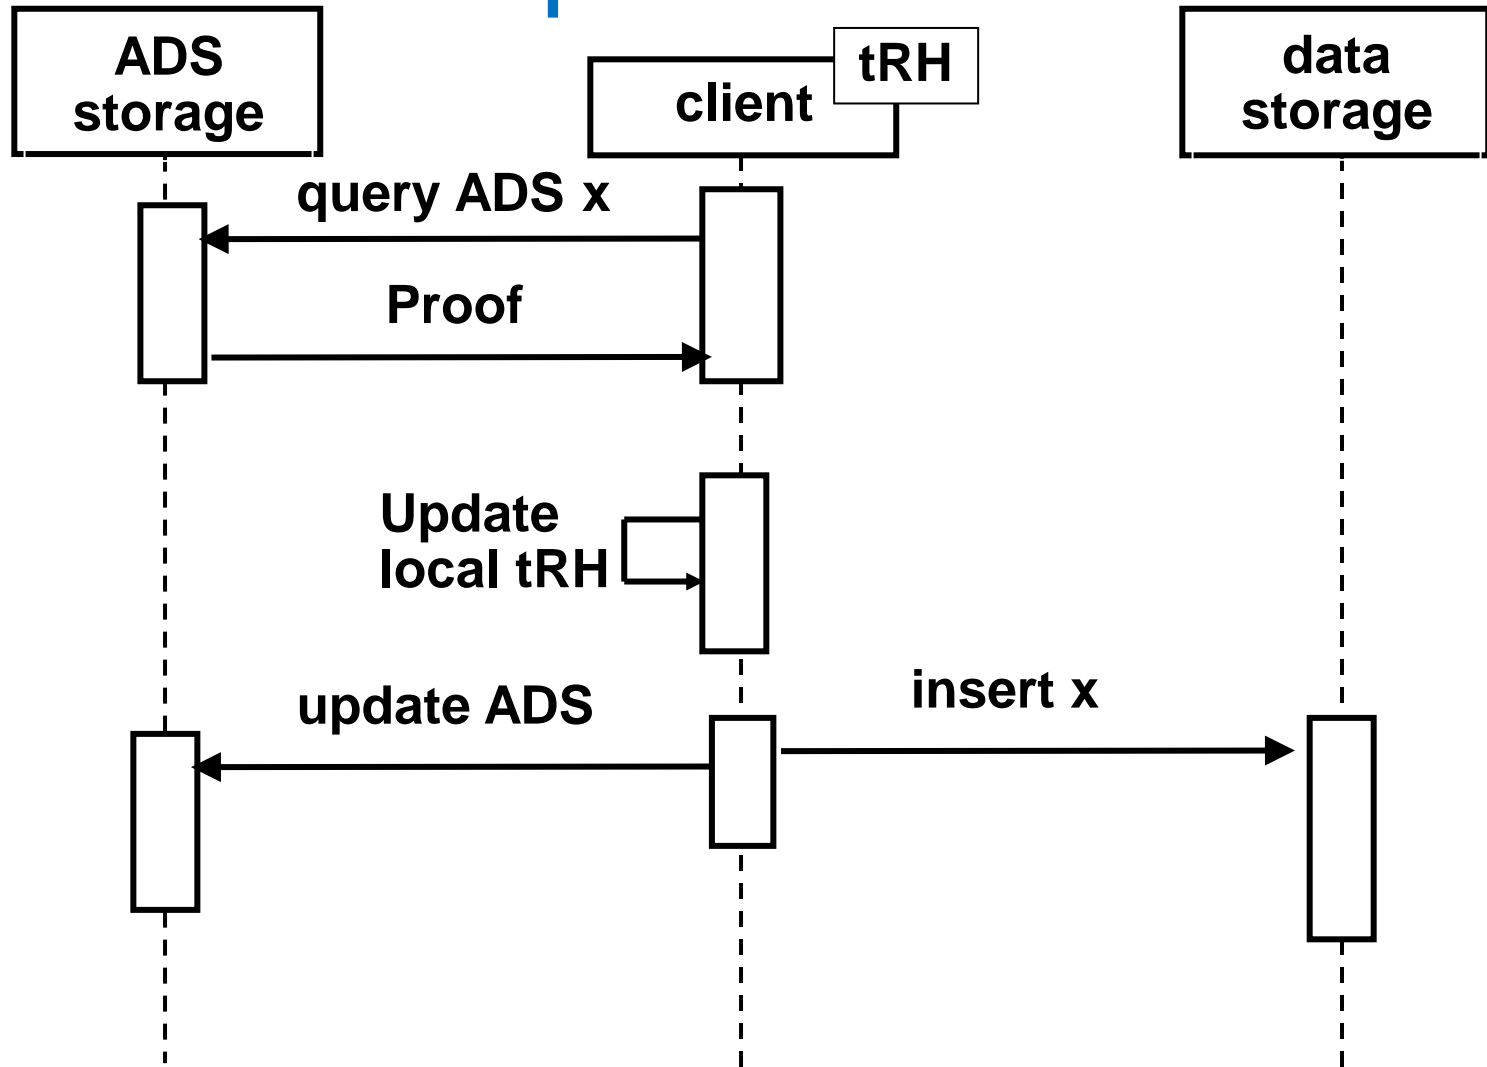 ADS
storage
client
tRH
data
storage
query ADS x
Proof
Update
local tRH
update ADS
insert x